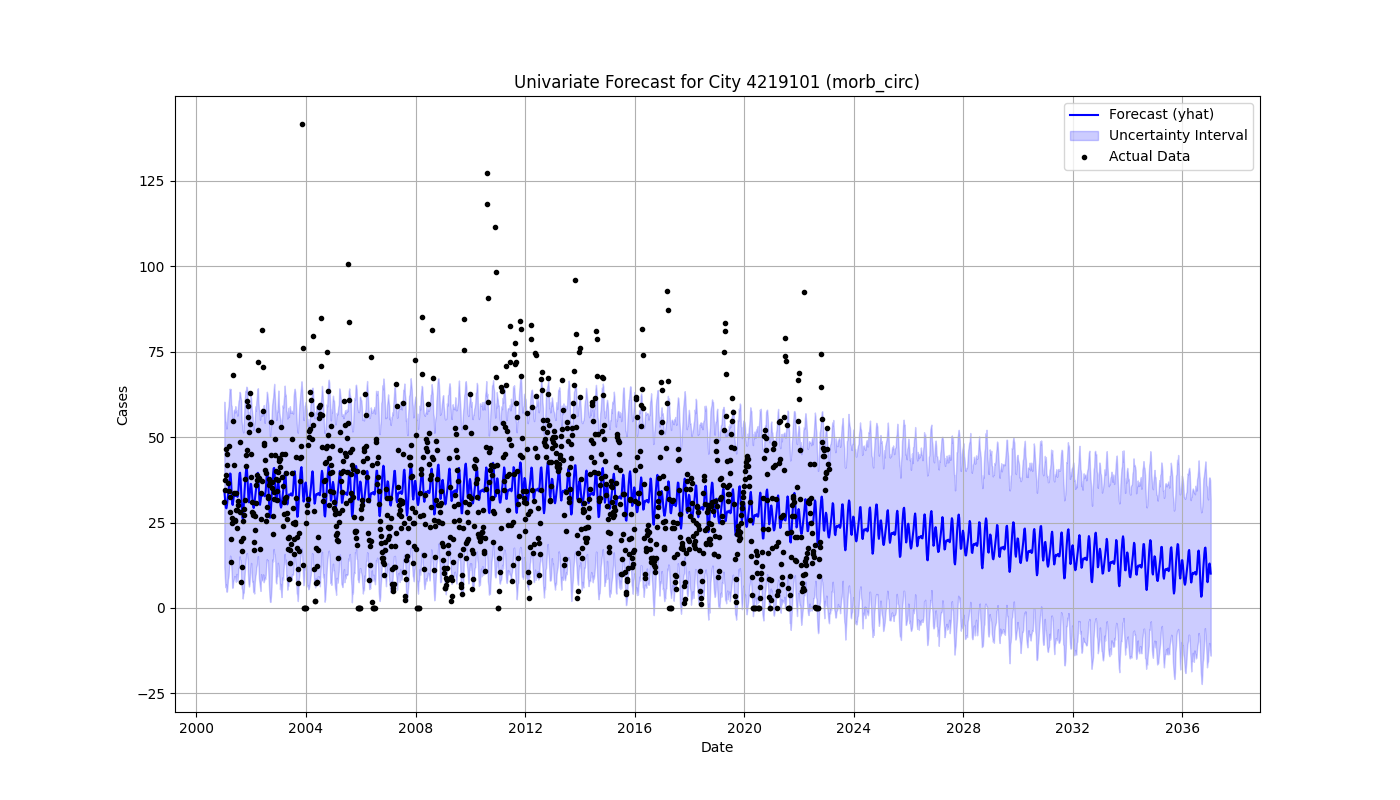 Univariate Forecast for City 4219101 (morb_circ)
Forecast (yhat)
Uncertainty Interval
Actual Data
Cases
125
100
75
50
25
0
−25
2000 2004 2008 2012 2016 2020 2024 2028 2032 2036
Date